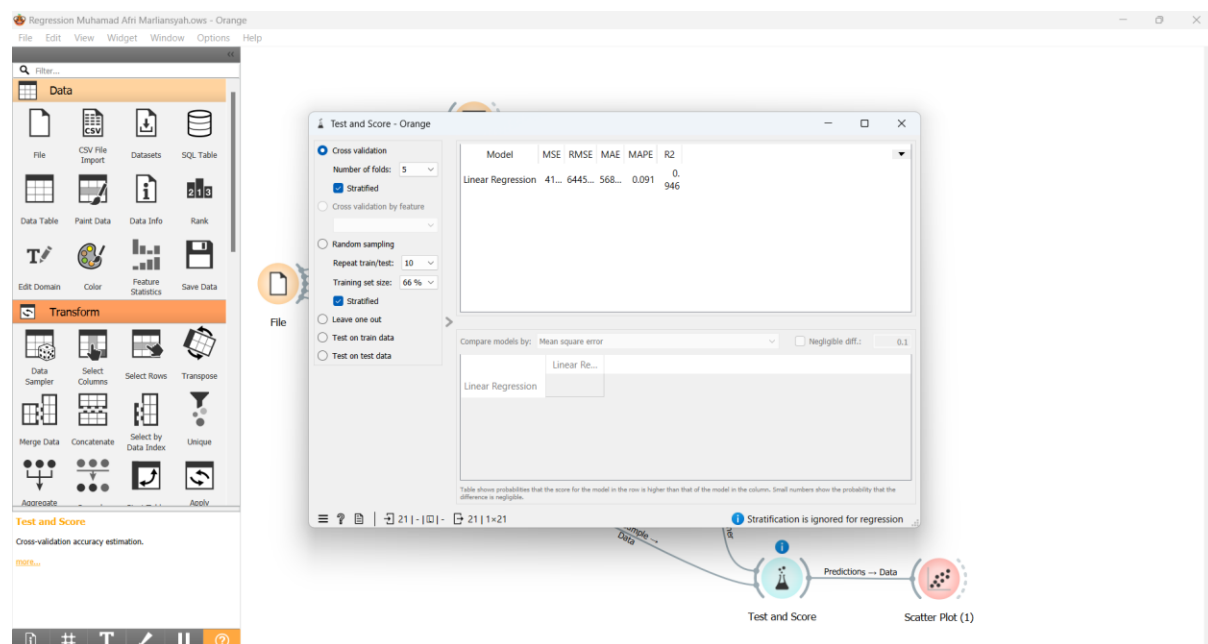 Regression Muhamad Afri Marliansyah.ows - Orange
File Edit View Widget Window Options Help
Filter...
Data
File
CSV File Import
Datasets
SQL Table
Data Table
Paint Data
Data Info
Rank
Edit Domain
Color
Feature Statistics
Save Data
Transform
Data Sampler
Select Columns
Select Rows
Transpose
Merge Data
Concatenate
Select by Data Index
Unique
Aggregate
Apply
Test and Score
Cross-validation accuracy estimation.
more...
File
Test and Score - Orange
Cross validation
Number of folds: 5
Stratified
Cross validation by feature
Random sampling
Repeat train/test: 10
Training set size: 66 %
Stratified
Leave one out
Test on train data
Test on test data
Model MSE RMSE MAE MAPE R2
Linear Regression 41... 6445... 568... 0.091 0.
946
Compare models by: Mean square error
Negligible diff.: 0.1
Linear Re...
Linear Regression
Table shows probabilities that the score for the model in the row is higher than that of the model in the column. Small numbers show the probability that the
difference is negligible.
21 | - | - 21 | 1×21
Stratification is ignored for regression
Data
Predictions → Data
Test and Score
Scatter Plot (1)